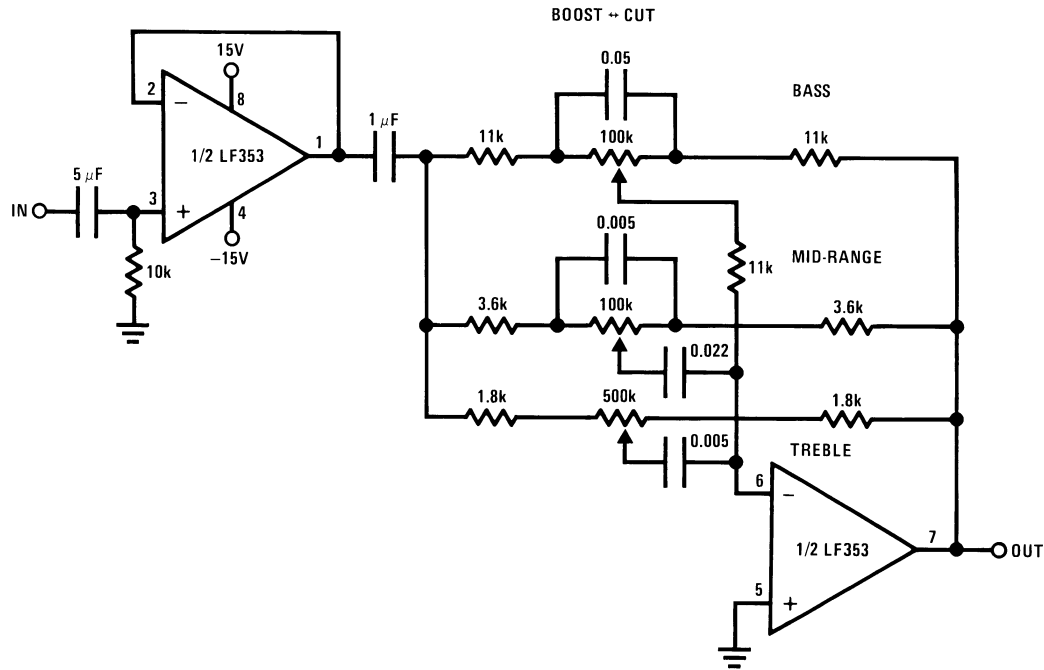 BOOST ↔ CUT
15V
0.05
BASS
2
−
8
1 µF
11k
100k
11k
1/2 LF353
1
5 µF
3
+
4
IN
−15V
10k
0.005
11k
MID-RANGE
3.6k
100k
3.6k
0.022
1.8k
500k
1.8k
0.005
TREBLE
6
−
1/2 LF353
7
OUT
5
+